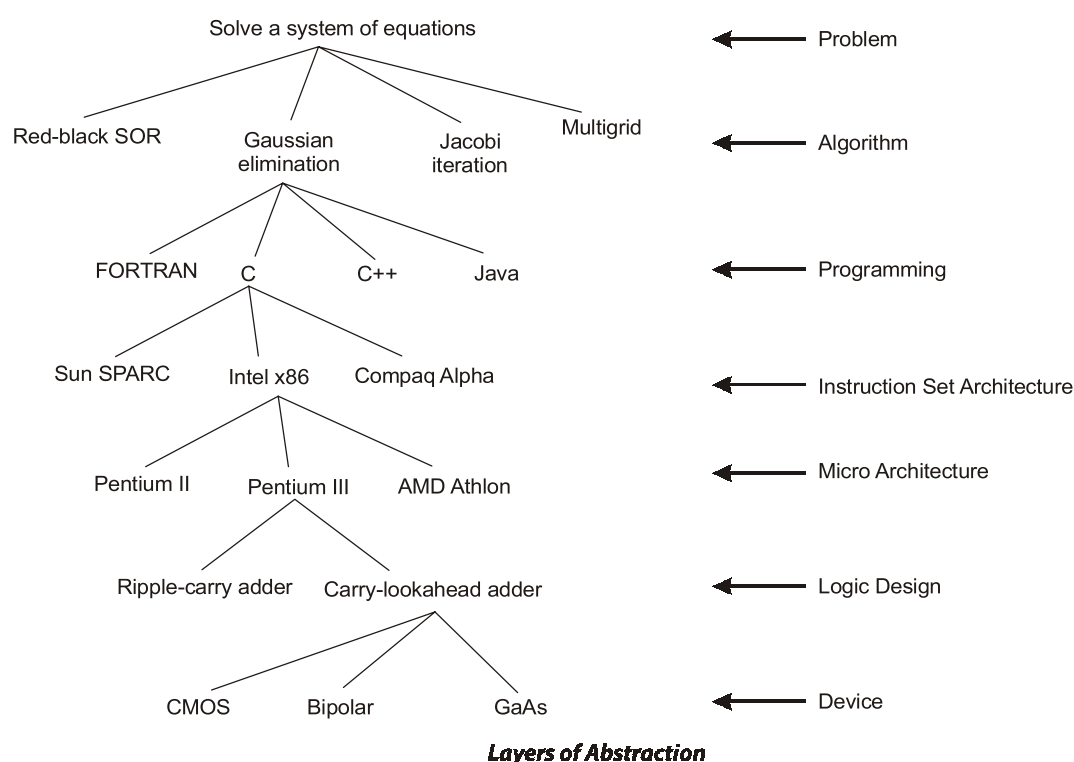 Solve a system of equations
Problem
Red-black SOR
Gaussian
elimination
Jacobi
iteration
Multigrid
Algorithm
FORTRAN
C
C++
Java
Programming
Sun SPARC
Intel x86
Compaq Alpha
Instruction Set Architecture
Pentium II
Pentium III
AMD Athlon
Micro Architecture
Ripple-carry adder
Carry-lookahead adder
Logic Design
CMOS
Bipolar
GaAs
Device
Layers of Abstraction